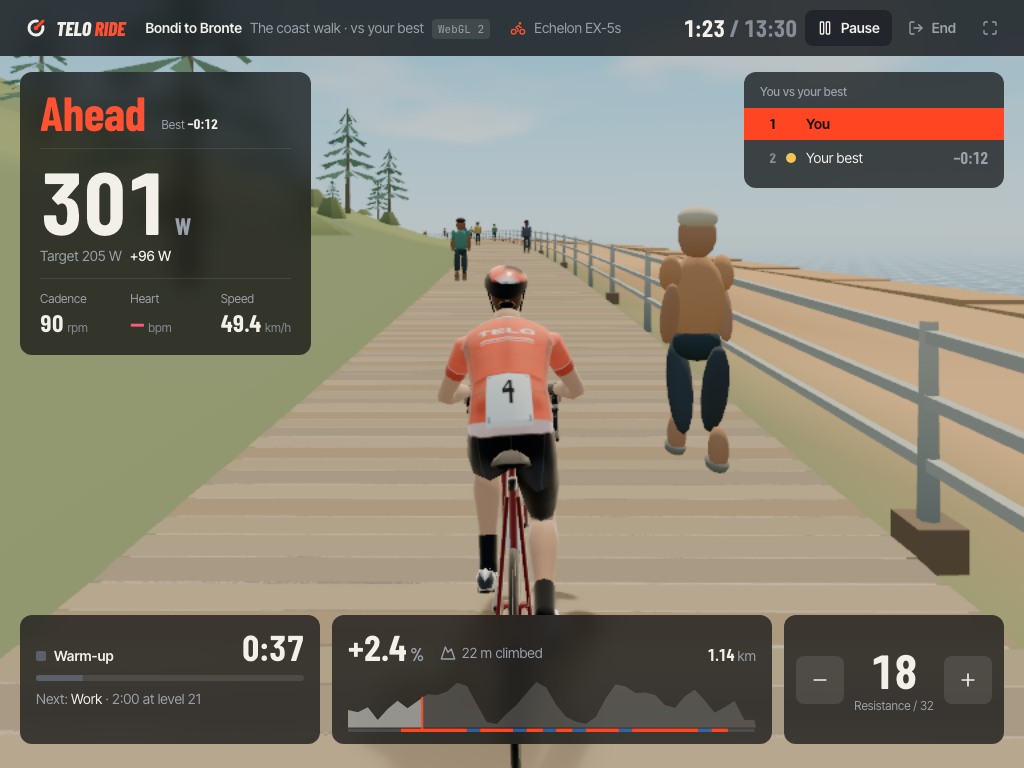 TELO RIDE Bondi to Bronte The coast walk · vs your best WebGL 2 Echelon EX-5s 1:23 / 13:30 Pause End
Ahead Best −0:12
301 W
Target 205 W +96 W
Cadence Heart Speed
90 rpm – bpm 49.4 km/h
You vs your best
1 You
2 Your best −0:12
TELO
4
Warm-up 0:37
Next: Work · 2:00 at level 21
+2.4 % 22 m climbed 1.14 km
− 18 +
Resistance / 32